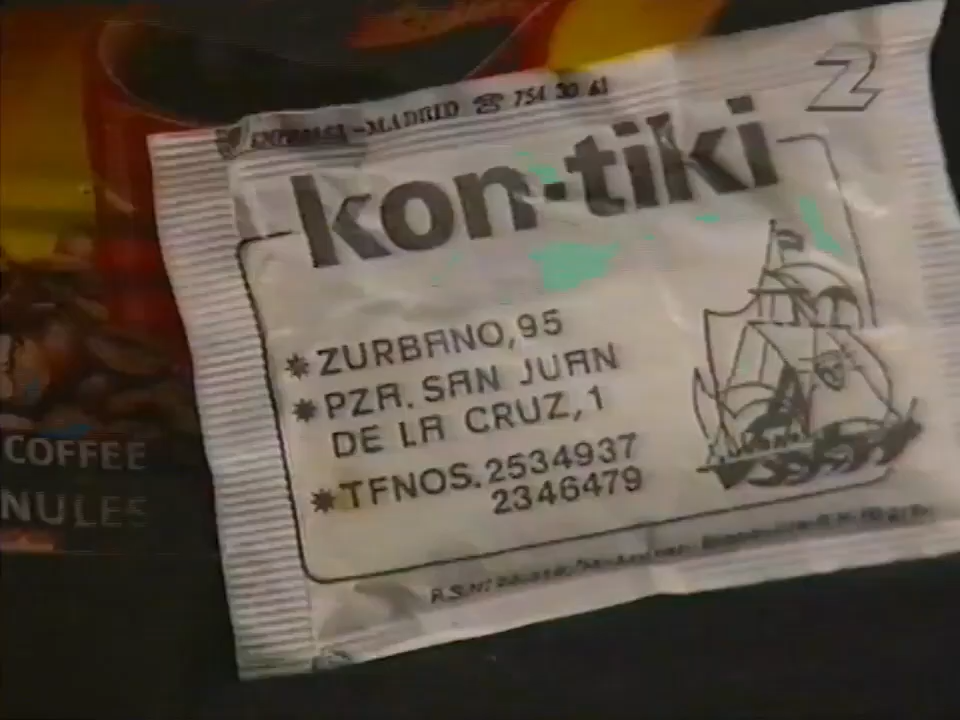 -MADRID ☎ 754 30 61
Z
kon-tiki
* ZURBANO, 95
* PZA. SAN JUAN
DE LA CRUZ, 1
* TFNOS. 2534937
2346479
R.S.N.
COFFEE
NULES